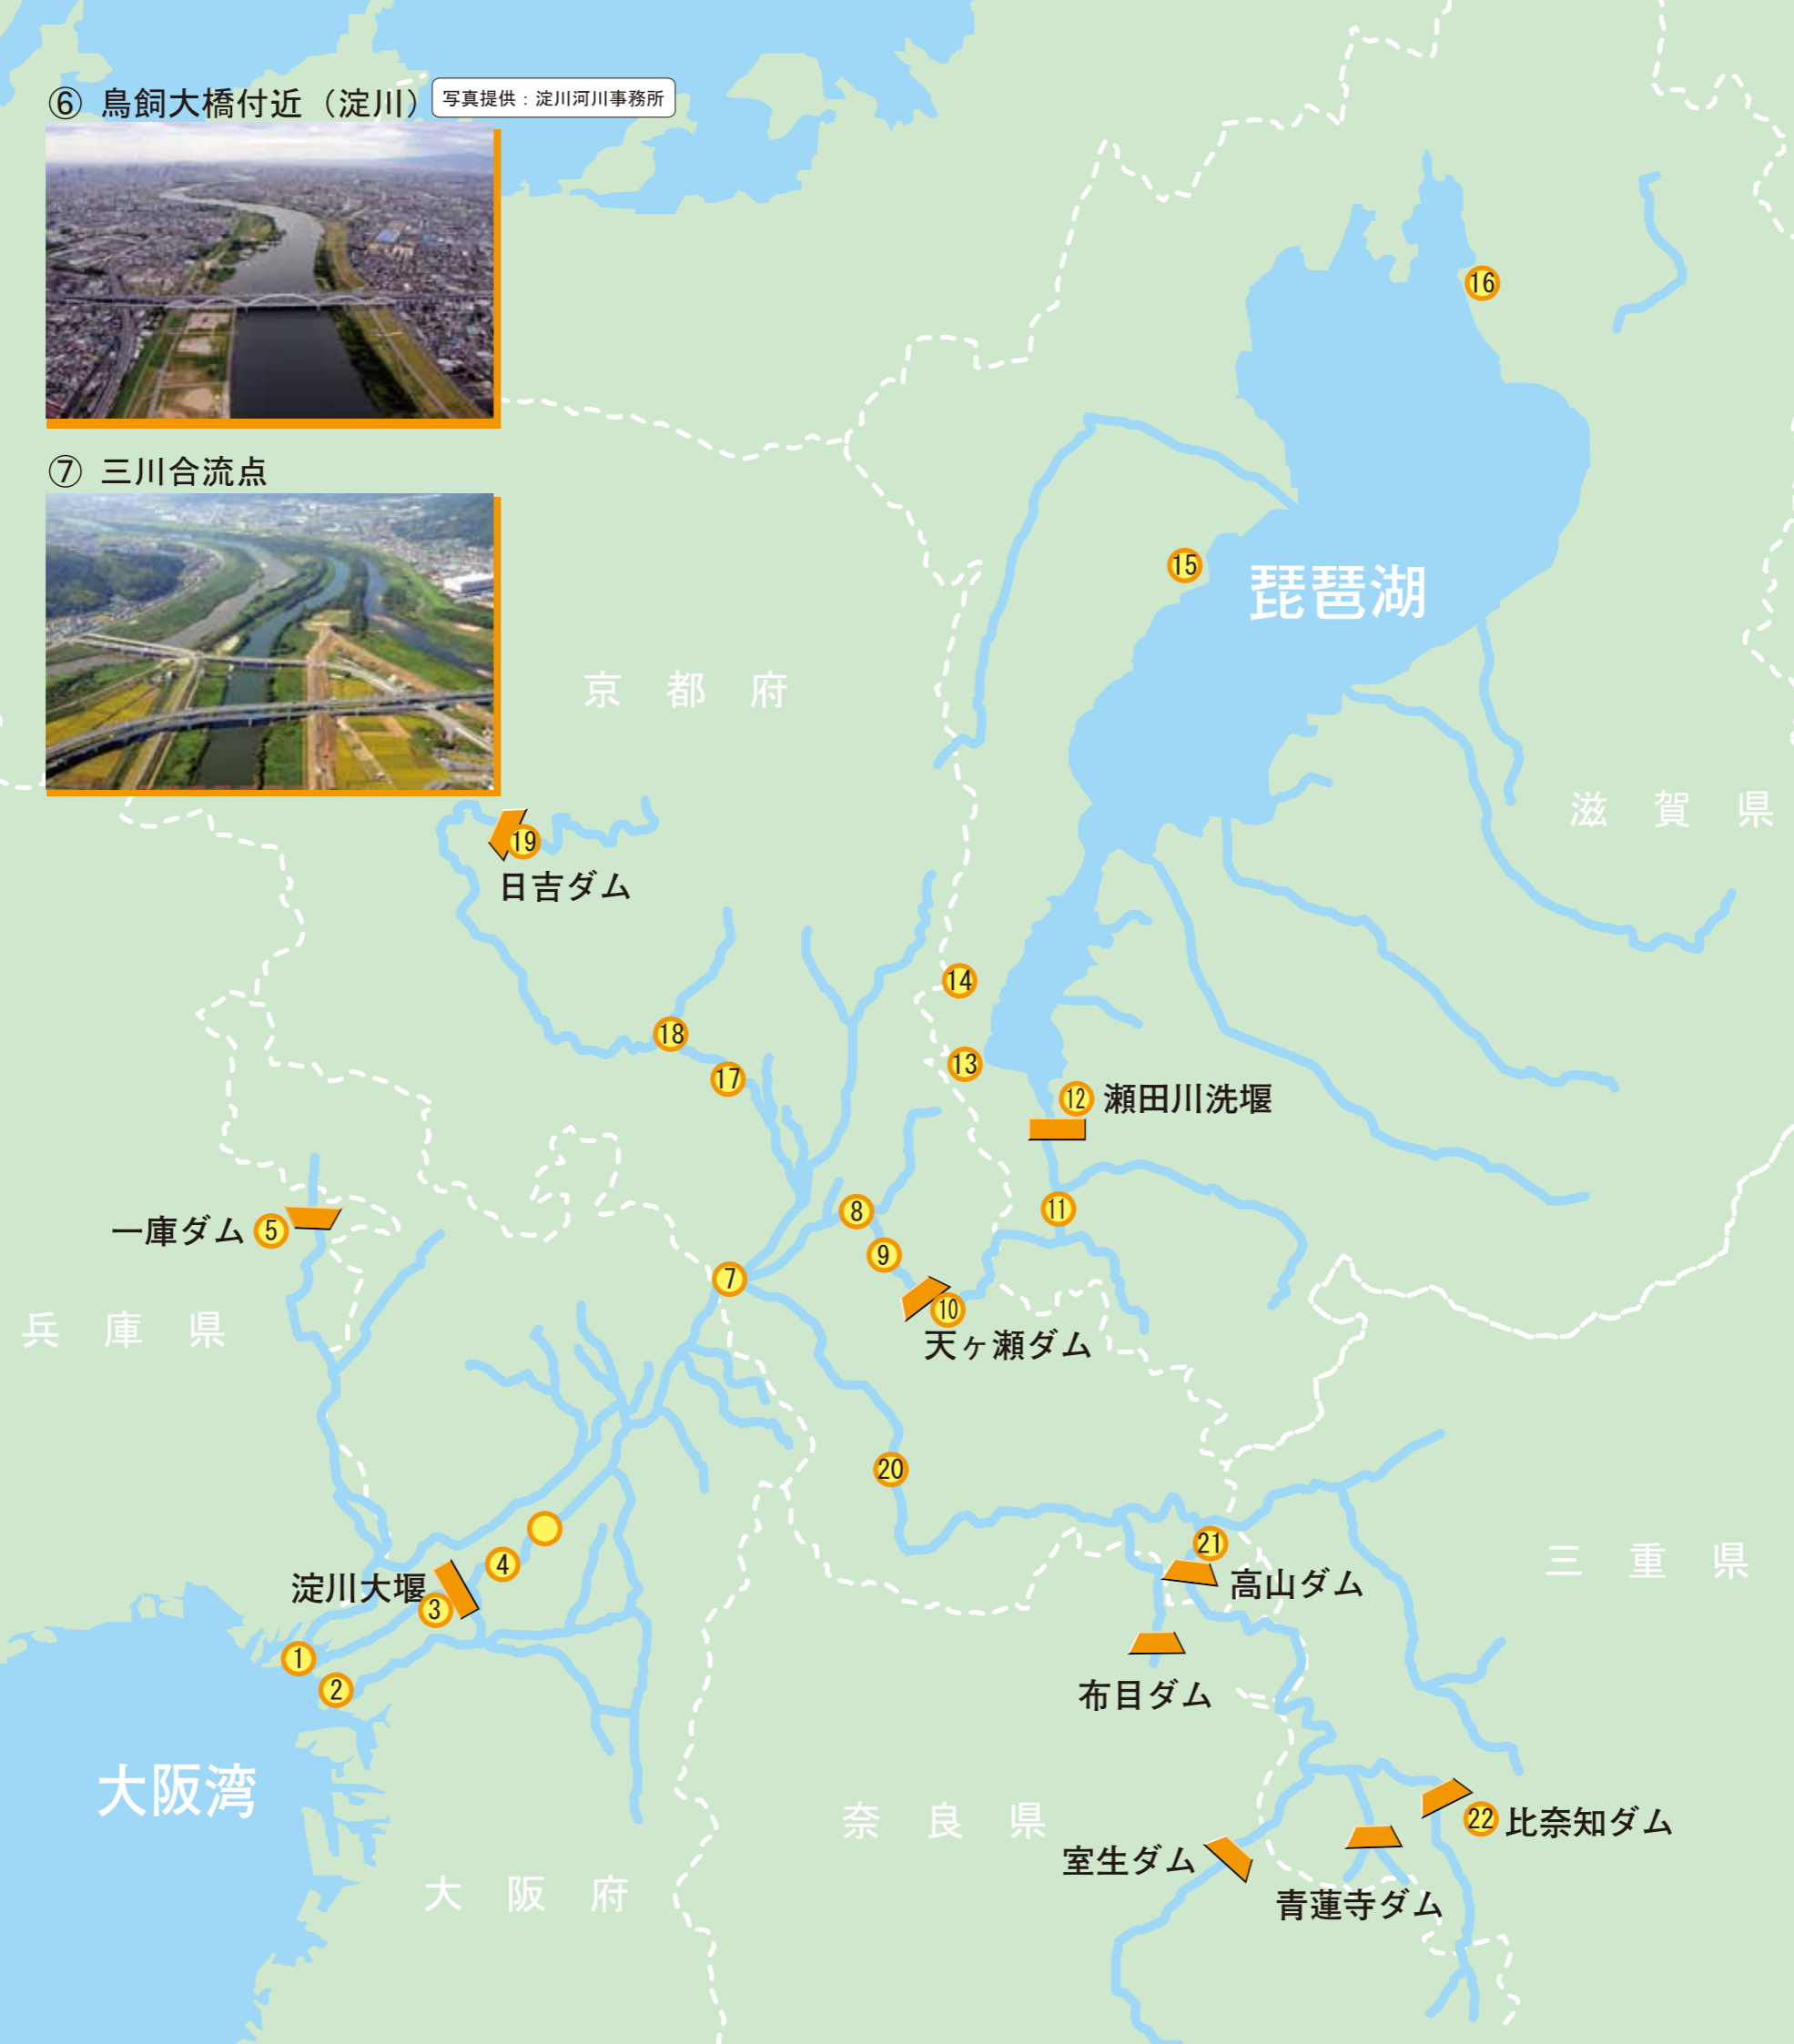 ⑥ 鳥飼大橋付近（淀川）
写真提供：淀川河川事務所
⑦ 三川合流点
16
15
琵琶湖
京都府
滋賀県
19
日吉ダム
14
18
13
17
12 瀬田川洗堰
11
8
一庫ダム 5
9
7
10
天ヶ瀬ダム
兵庫県
20
21
4
三重県
高山ダム
淀川大堰
3
1
2
布目ダム
大阪湾
奈良県
22 比奈知ダム
室生ダム
大阪府
青蓮寺ダム